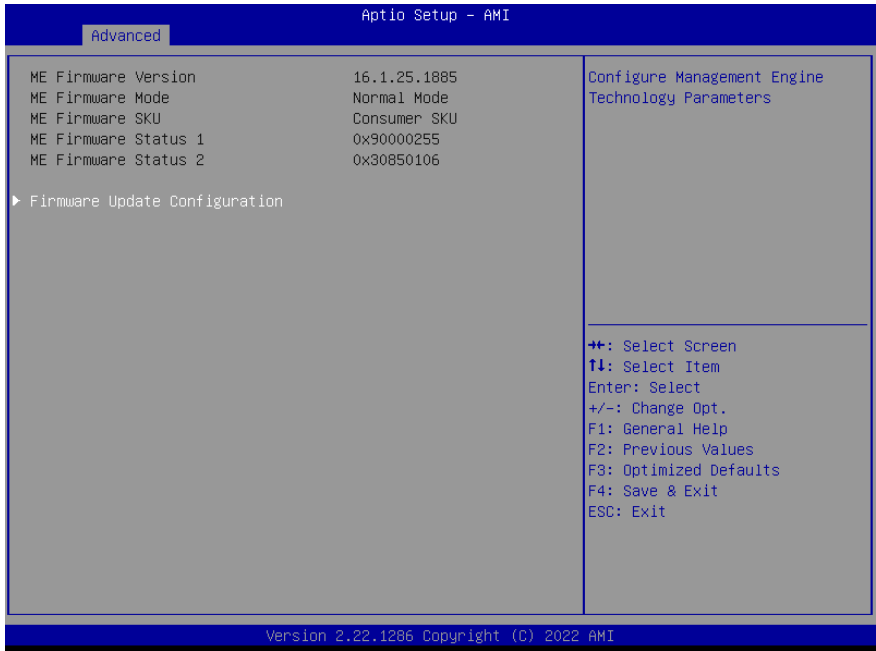 Aptio Setup – AMI
Advanced
ME Firmware Version 16.1.25.1885
ME Firmware Mode Normal Mode
ME Firmware SKU Consumer SKU
ME Firmware Status 1 0x90000255
ME Firmware Status 2 0x30850106
▶ Firmware Update Configuration
Configure Management Engine
Technology Parameters
→←: Select Screen
↑↓: Select Item
Enter: Select
+/-: Change Opt.
F1: General Help
F2: Previous Values
F3: Optimized Defaults
F4: Save & Exit
ESC: Exit
Version 2.22.1286 Copyright (C) 2022 AMI